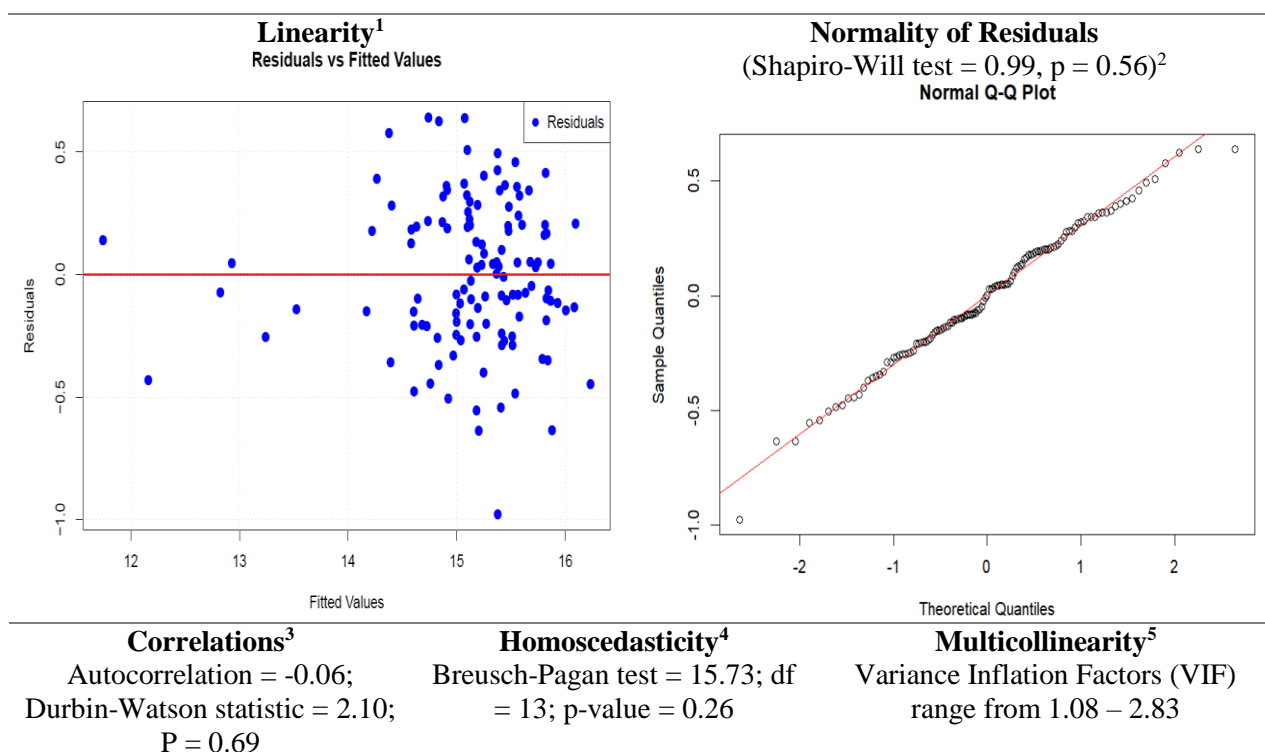 Linearity1
Residuals vs Fitted Values
Residuals
0.5
0.0
-0.5
-1.0
Residuals
12
13
14
15
16
Fitted Values
Normality of Residuals
(Shapiro-Will test = 0.99, p = 0.56)2
Normal Q-Q Plot
Sample Quantiles
0.5
0.0
-0.5
-1.0
-2
-1
0
1
2
Theoretical Quantiles
Correlations3
Autocorrelation = -0.06;
Durbin-Watson statistic = 2.10;
P = 0.69
Homoscedasticity4
Breusch-Pagan test = 15.73; df
= 13; p-value = 0.26
Multicollinearity5
Variance Inflation Factors (VIF)
range from 1.08 – 2.83